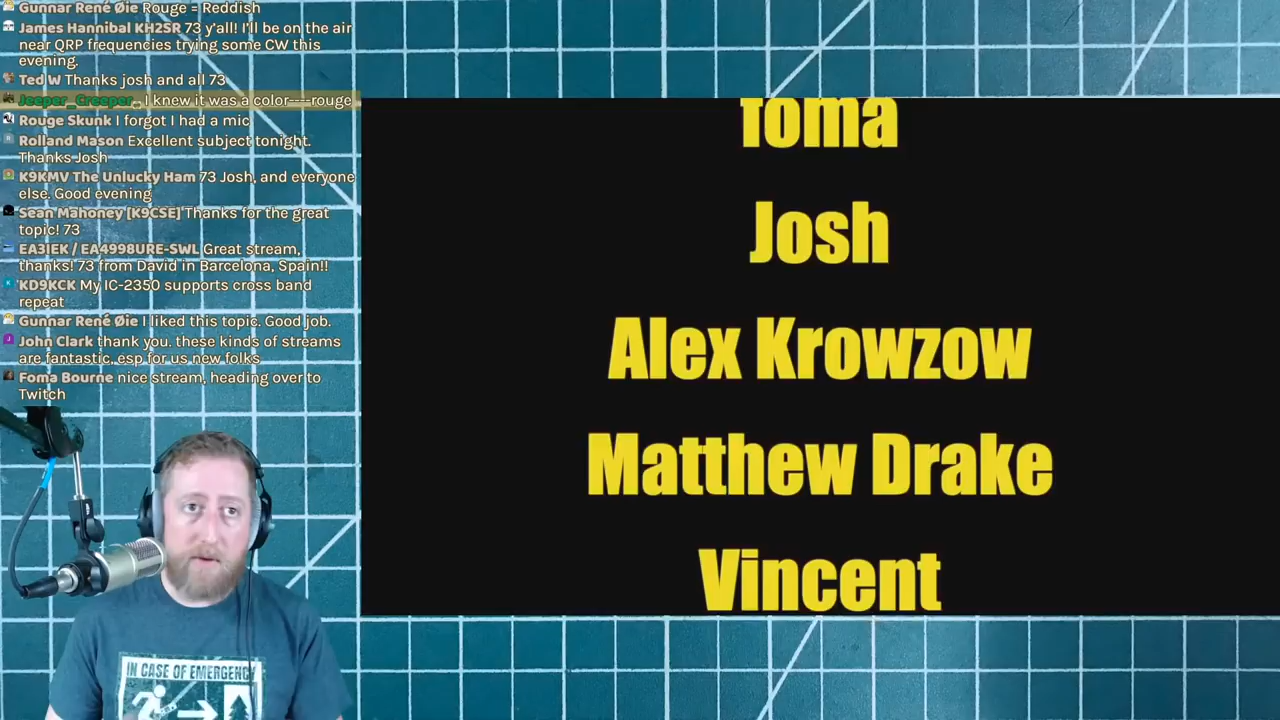 Gunnar René Øie Rouge = Reddish
James Hannibal KH2SR 73 y'all! I'll be on the air
near QRP frequencies trying some CW this
evening.
Ted W Thanks josh and all 73
Jeeper_Creeper_ I knew it was a color----rouge
Rouge Skunk I forgot I had a mic
Rolland Mason Excellent subject tonight.
Thanks Josh
K9KMV The Unlucky Ham 73 Josh, and everyone
else. Good evening
Sean Mahoney [K9CSE] Thanks for the great
topic! 73
EA3IEK / EA4998URE-SWL Great stream,
thanks! 73 from David in Barcelona, Spain!!
KD9KCK My IC-2350 supports cross band
repeat
Gunnar René Øie I liked this topic. Good job.
John Clark thank you. these kinds of streams
are fantastic, esp for us new folks
Foma Bourne nice stream, heading over to
Twitch
Josh
Alex Krowzow
Matthew Drake
Vincent
IN CASE OF EMERGENCY